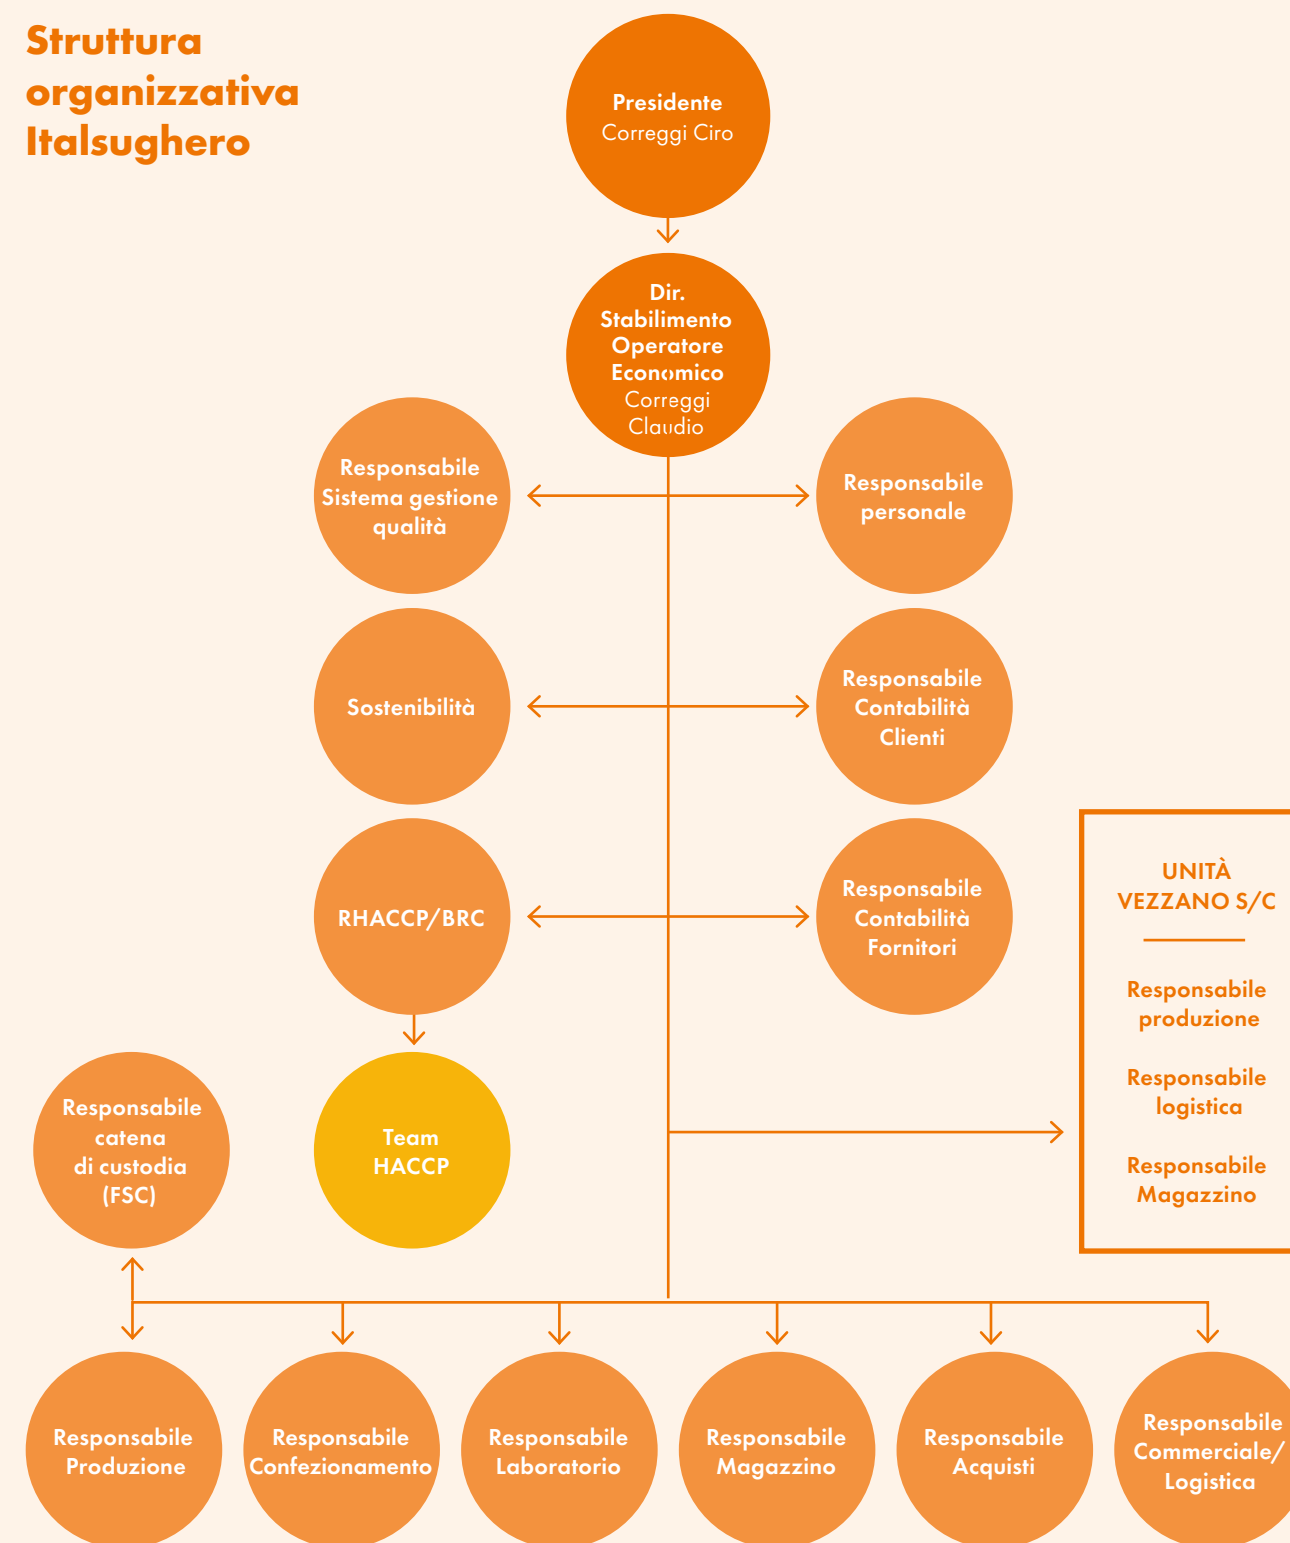 Struttura
organizzativa
Italsughero
Presidente
Correggi Ciro
Dir.
Stabilimento
Operatore
Economico
Correggi
Claudio
Responsabile
Sistema gestione
qualità
Responsabile
personale
Sostenibilità
Responsabile
Contabilità
Clienti
RHACCP/BRC
Responsabile
Contabilità
Fornitori
UNITÀ
VEZZANO S/C
Responsabile
produzione
Responsabile
logistica
Responsabile
Magazzino
Responsabile
catena
di custodia
(FSC)
Team
HACCP
Responsabile
Produzione
Responsabile
Confezionamento
Responsabile
Laboratorio
Responsabile
Magazzino
Responsabile
Acquisti
Responsabile
Commerciale/
Logistica